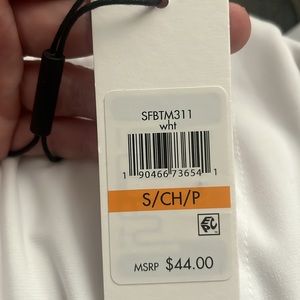 SFBTM311
wht
1 90466 73654 1
S/CH/P
MSRP $44.00